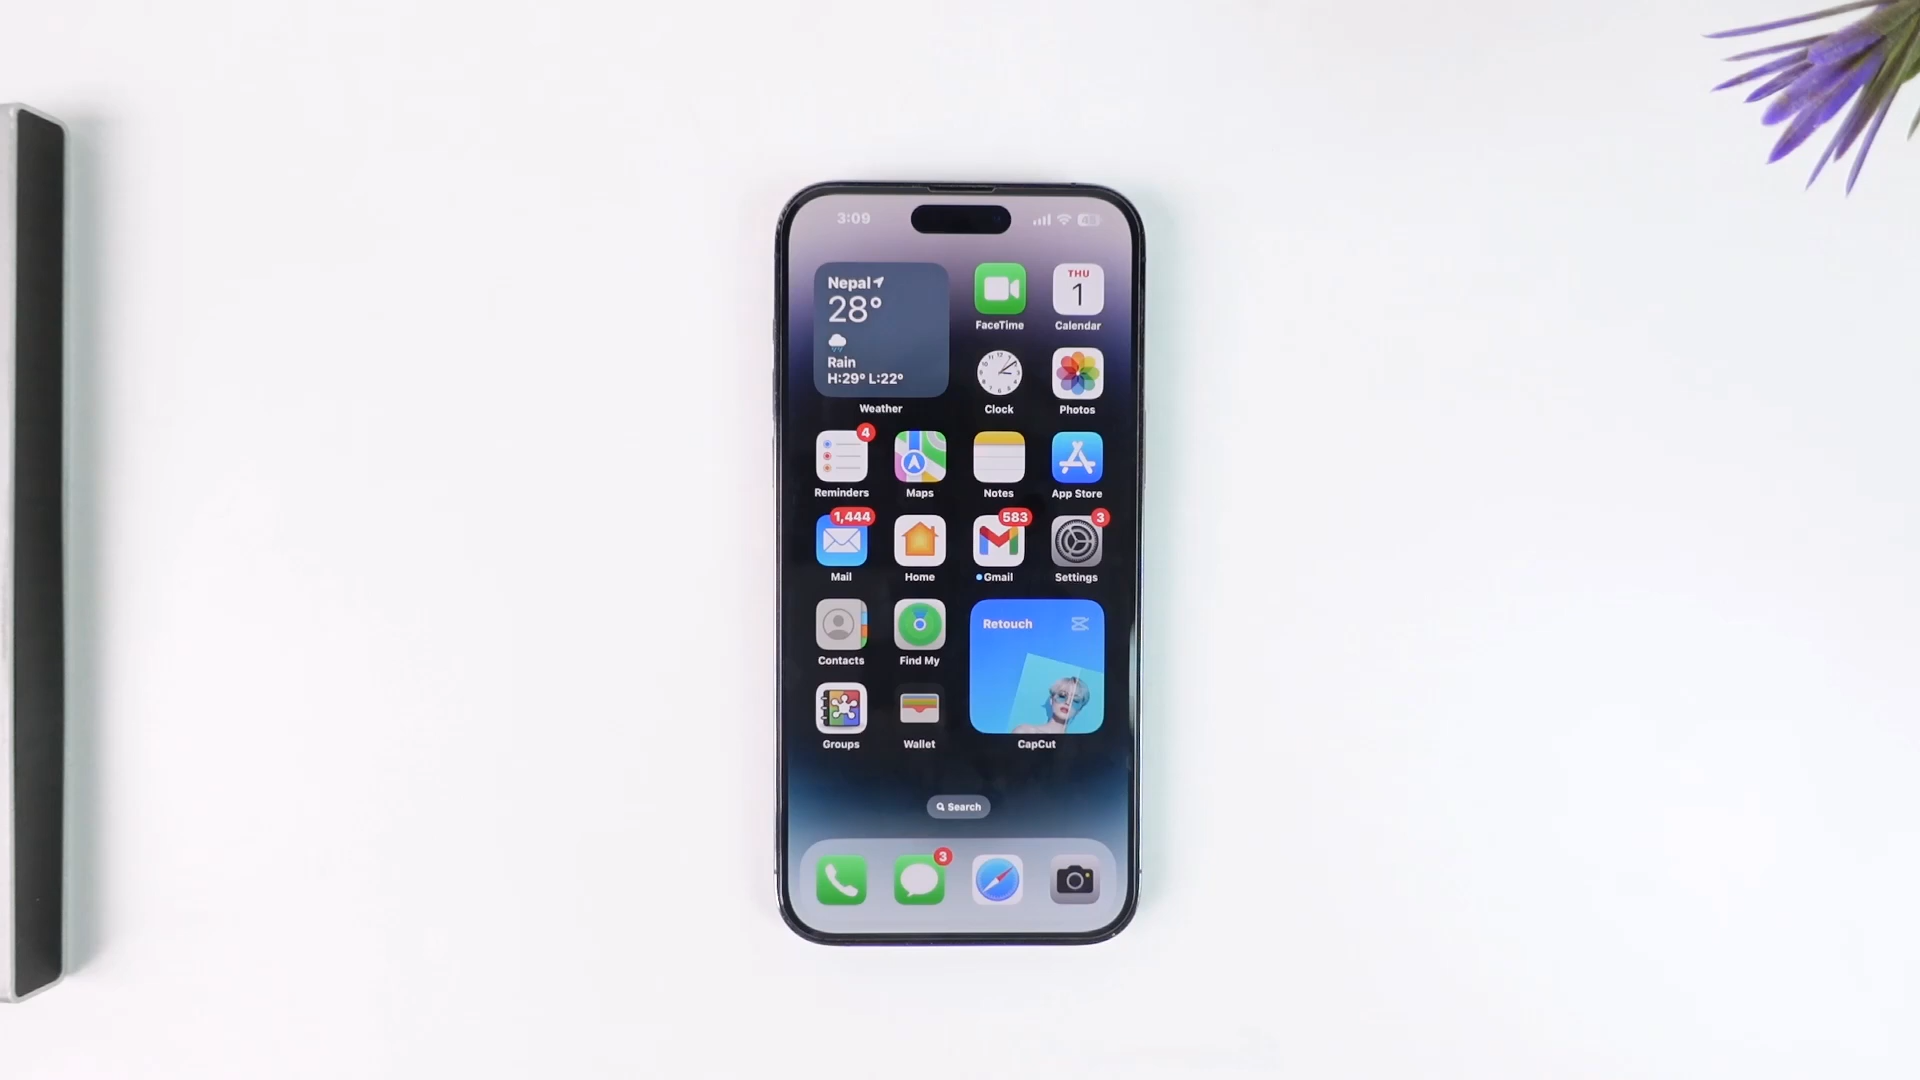 3:09
Nepal
28°
Rain
H:29° L:22°
Weather
FaceTime
THU
1
Calendar
Clock
Photos
4
Reminders
Maps
Notes
App Store
1,444
Mail
Home
583
Gmail
3
Settings
Contacts
Find My
Retouch
Groups
Wallet
CapCut
Search
3